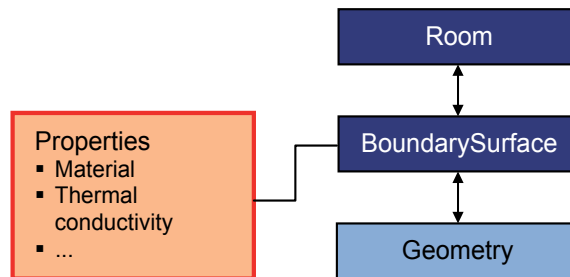 Room
BoundarySurface
Geometry
Properties
▪ Material
▪ Thermal
conductivity
▪ ...